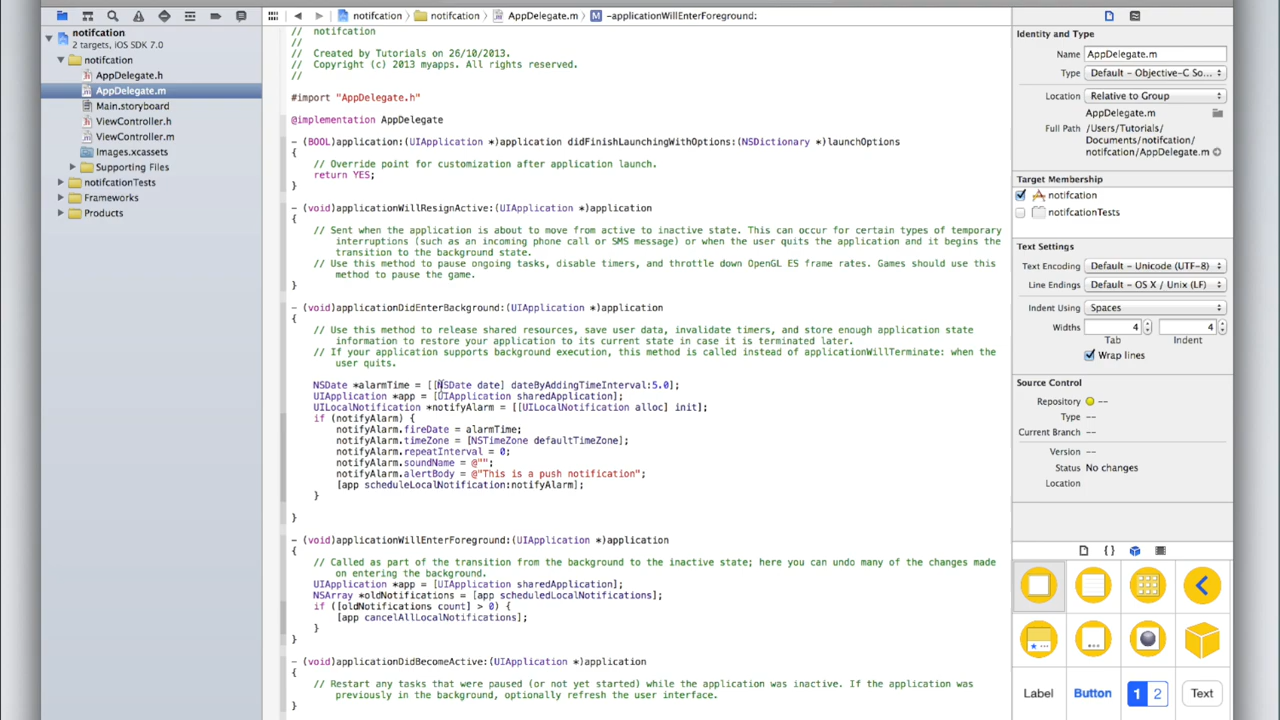 notifcation
notifcation
AppDelegate.m
M
-applicationWillEnterForeground:
notifcation
2 targets, iOS SDK 7.0
notifcation
AppDelegate.h
AppDelegate.m
Main.storyboard
ViewController.h
ViewController.m
Images.xcassets
Supporting Files
notifcationTests
Frameworks
Products
//  notifcation
//
//  Created by Tutorials on 26/10/2013.
//  Copyright (c) 2013 myapps. All rights reserved.
//
#import "AppDelegate.h"
@implementation AppDelegate
- (BOOL)application:(UIApplication *)application didFinishLaunchingWithOptions:(NSDictionary *)launchOptions
{
// Override point for customization after application launch.
return YES;
}
- (void)applicationWillResignActive:(UIApplication *)application
{
// Sent when the application is about to move from active to inactive state. This can occur for certain types of temporary
interruptions (such as an incoming phone call or SMS message) or when the user quits the application and it begins the
transition to the background state.
// Use this method to pause ongoing tasks, disable timers, and throttle down OpenGL ES frame rates. Games should use this
method to pause the game.
}
- (void)applicationDidEnterBackground:(UIApplication *)application
{
// Use this method to release shared resources, save user data, invalidate timers, and store enough application state
information to restore your application to its current state in case it is terminated later.
// If your application supports background execution, this method is called instead of applicationWillTerminate: when the
user quits.
NSDate *alarmTime = [[NSDate date] dateByAddingTimeInterval:5.0];
UIApplication *app = [UIApplication sharedApplication];
UILocalNotification *notifyAlarm = [[UILocalNotification alloc] init];
if (notifyAlarm) {
notifyAlarm.fireDate = alarmTime;
notifyAlarm.timeZone = [NSTimeZone defaultTimeZone];
notifyAlarm.repeatInterval = 0;
notifyAlarm.soundName = @"";
notifyAlarm.alertBody = @"This is a push notification";
[app scheduleLocalNotification:notifyAlarm];
}
}
- (void)applicationWillEnterForeground:(UIApplication *)application
{
// Called as part of the transition from the background to the inactive state; here you can undo many of the changes made
on entering the background.
UIApplication *app = [UIApplication sharedApplication];
NSArray *oldNotifications = [app scheduledLocalNotifications];
if ([oldNotifications count] > 0) {
[app cancelAllLocalNotifications];
}
}
- (void)applicationDidBecomeActive:(UIApplication *)application
{
// Restart any tasks that were paused (or not yet started) while the application was inactive. If the application was
previously in the background, optionally refresh the user interface.
}
Identity and Type
Name AppDelegate.m
Type Default - Objective-C So...
Location Relative to Group
AppDelegate.m
Full Path /Users/Tutorials/
Documents/notifcation/
notifcation/AppDelegate.m
Target Membership
notifcation
notifcationTests
Text Settings
Text Encoding Default - Unicode (UTF-8)
Line Endings Default - OS X / Unix (LF)
Indent Using Spaces
Widths 4 4
Tab Indent
Wrap lines
Source Control
Repository --
Type --
Current Branch --
Version --
Status No changes
Location
{ }
Label Button 1 2 Text